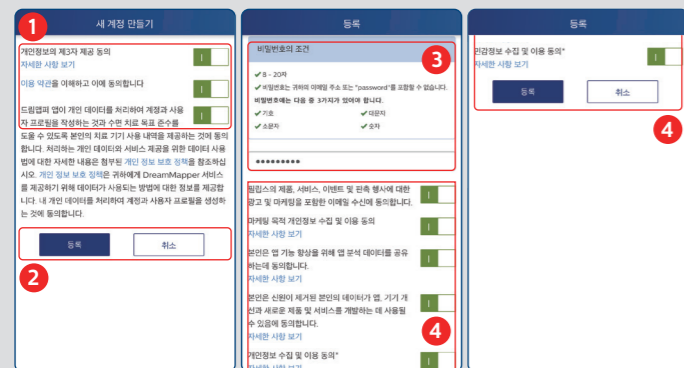 1
새 계정 만들기
개인정보의 제3자 제공 동의
자세한 사항 보기
이용 약관을 이해하고 이에 동의합니다
드림맵퍼 앱이 개인 데이터를 처리하여 계정과 사용
자 프로필을 작성하는 것과 수면 치료 목표 준수를
도울 수 있도록 본인의 치료 기기 사용 내역을 제공하는 것에 동의
합니다. 처리하는 개인 데이터와 서비스 제공을 위한 데이터 사용
법에 대한 자세한 내용은 첨부된 개인 정보 보호 정책을 참조하십
시오. 개인 정보 보호 정책은 귀하에게 DreamMapper 서비스
를 제공하기 위해 데이터가 사용되는 방법에 대한 정보를 제공합
니다. 내 개인 데이터를 처리하여 계정과 사용자 프로필을 생성하
는 것에 동의합니다.
등록
취소
2
등록
비밀번호의 조건
3
8 - 20자
비밀번호는 귀하의 이메일 주소 또는 "password"를 포함할 수 없습니다.
비밀번호에는 다음 중 3가지가 있어야 합니다.
기호
대문자
소문자
숫자
필립스의 제품, 서비스, 이벤트 및 판촉 행사에 대한
광고 및 마케팅을 포함한 이메일 수신에 동의합니다.
마케팅 목적 개인정보 수집 및 이용 동의
자세한 사항 보기
본인은 앱 기능 향상을 위해 앱 분석 데이터를 공유
하는데 동의합니다.
자세한 사항 보기
본인은 신원이 제거된 본인의 데이터가 앱, 기기 개
선과 새로운 제품 및 서비스를 개발하는 데 사용될
수 있음에 동의합니다.
자세한 사항 보기
4
개인정보 수집 및 이용 동의*
자세한 사항 보기
등록
민감정보 수집 및 이용 동의*
자세한 사항 보기
등록
취소
4